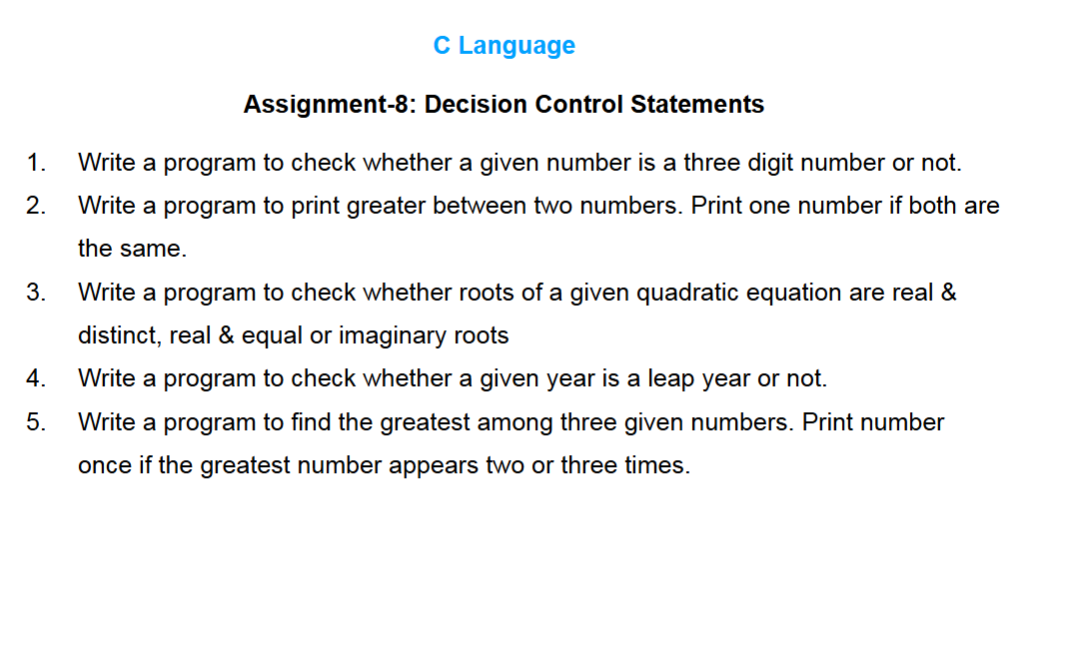 C Language
Assignment-8: Decision Control Statements
1. Write a program to check whether a given number is a three digit number or not.
2. Write a program to print greater between two numbers. Print one number if both are
the same.
3. Write a program to check whether roots of a given quadratic equation are real &
distinct, real & equal or imaginary roots
4. Write a program to check whether a given year is a leap year or not.
5. Write a program to find the greatest among three given numbers. Print number
once if the greatest number appears two or three times.